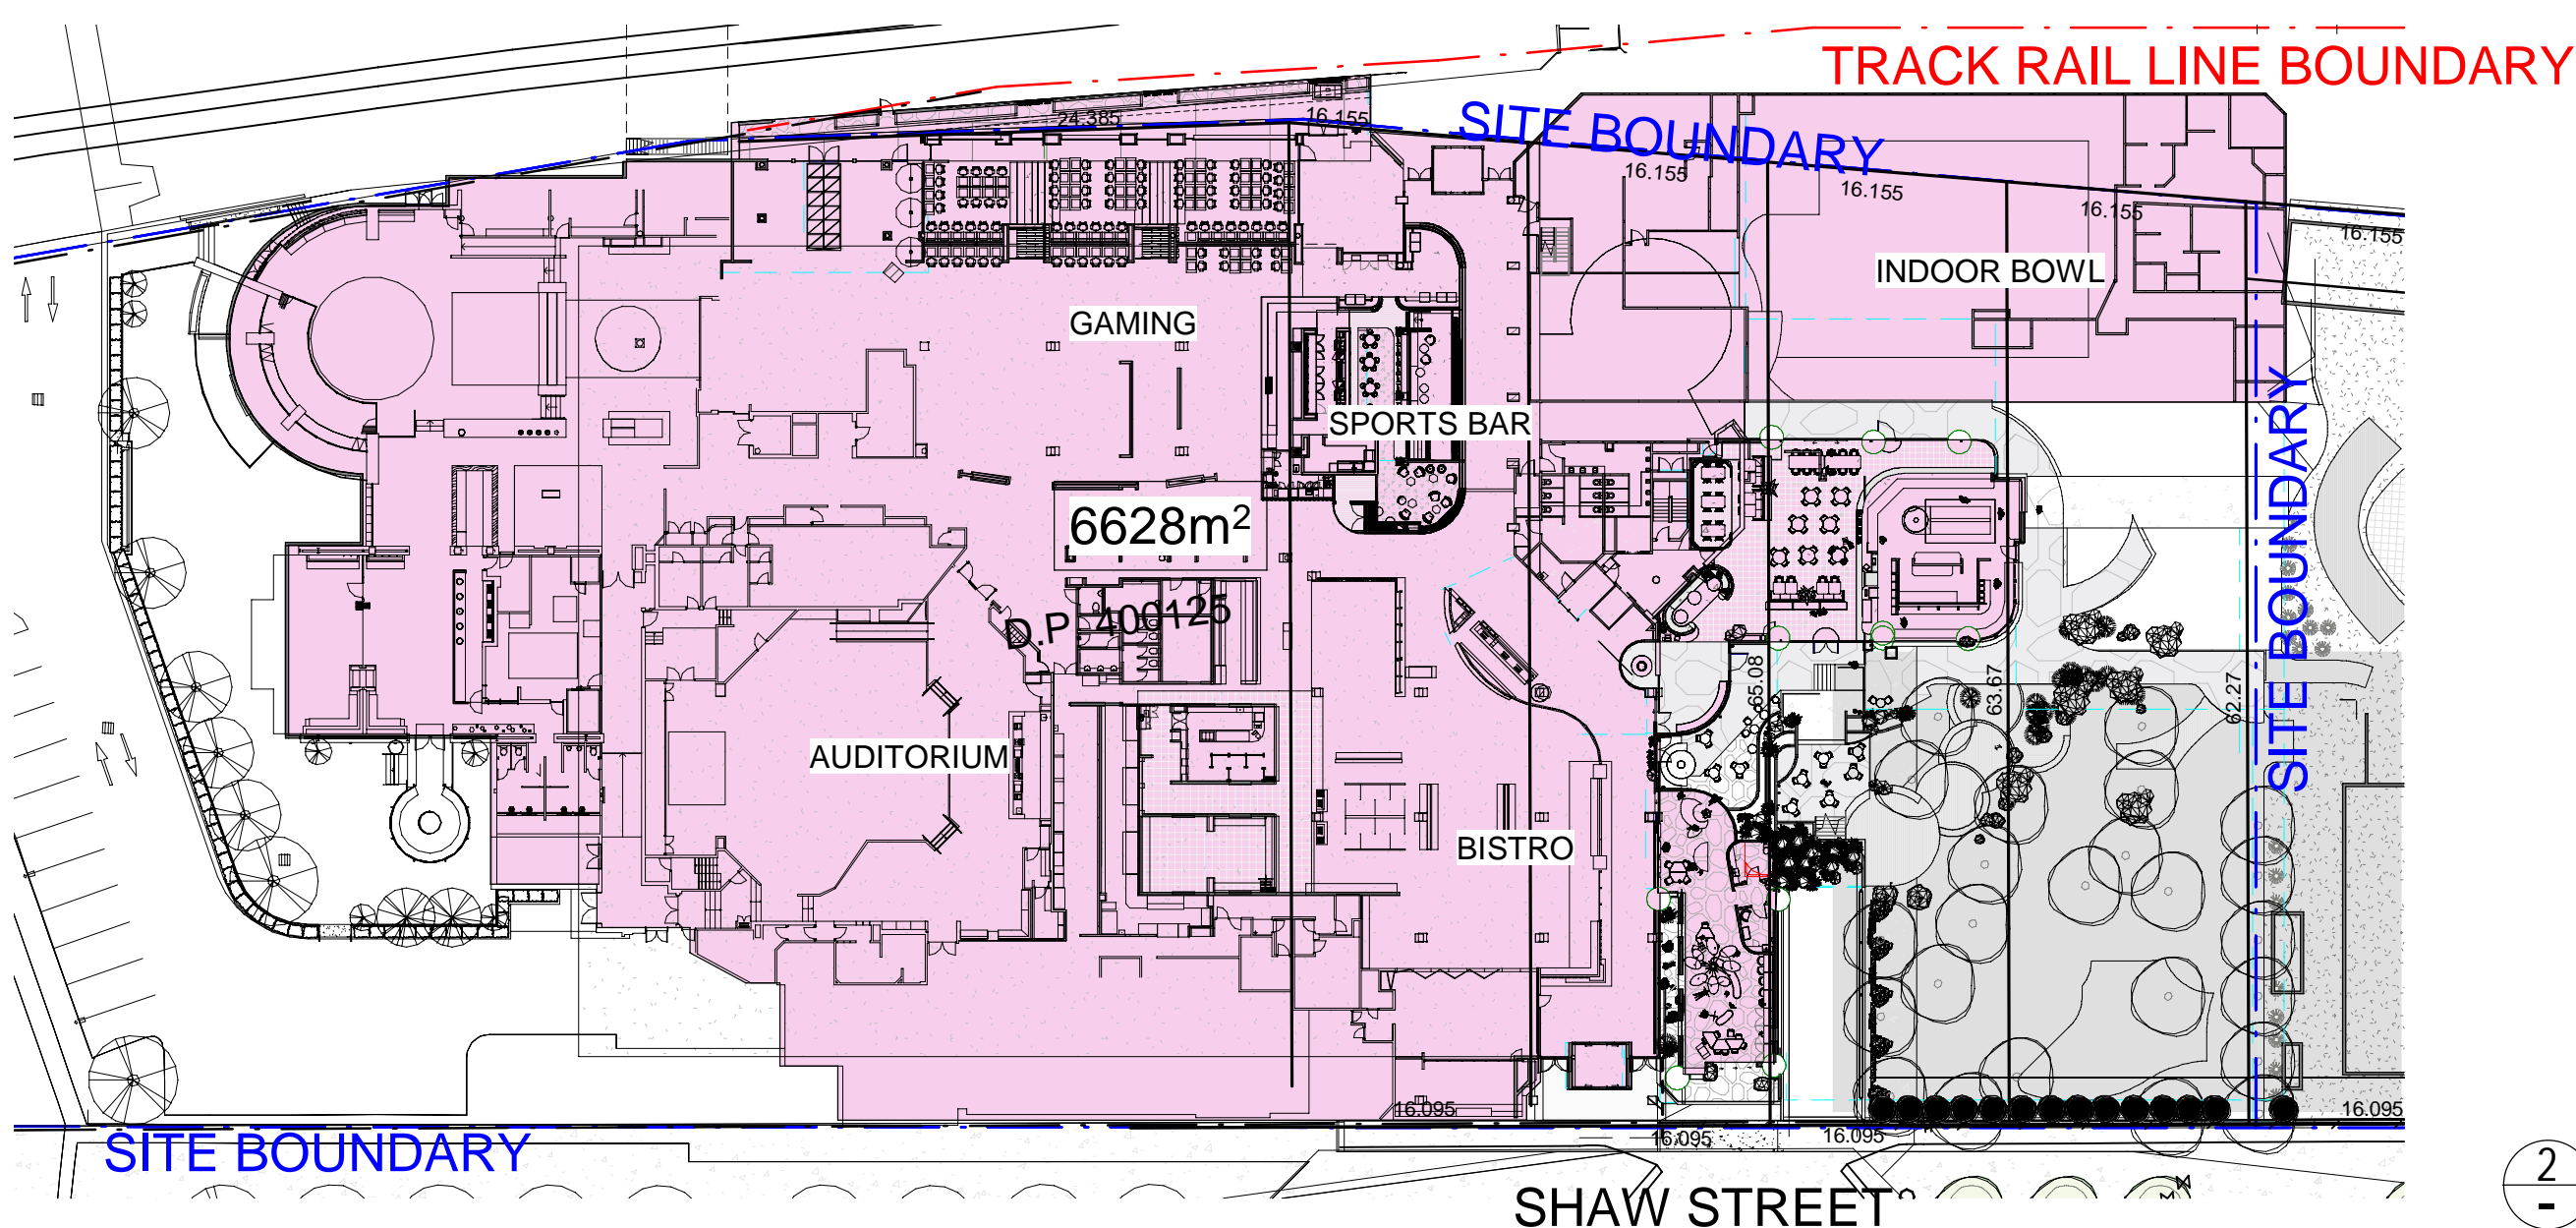 TRACK RAIL LINE BOUNDARY
24.385
16.155
SITE BOUNDARY
16.155
16.155
16.155
16.155
INDOOR BOWL
GAMING
SPORTS BAR
SITE BOUNDARY
6628m²
D.P. 400125
65.08
63.67
62.27
AUDITORIUM
BISTRO
16.095
16.095
16.095
16.095
SITE BOUNDARY
SHAW STREET
2
-